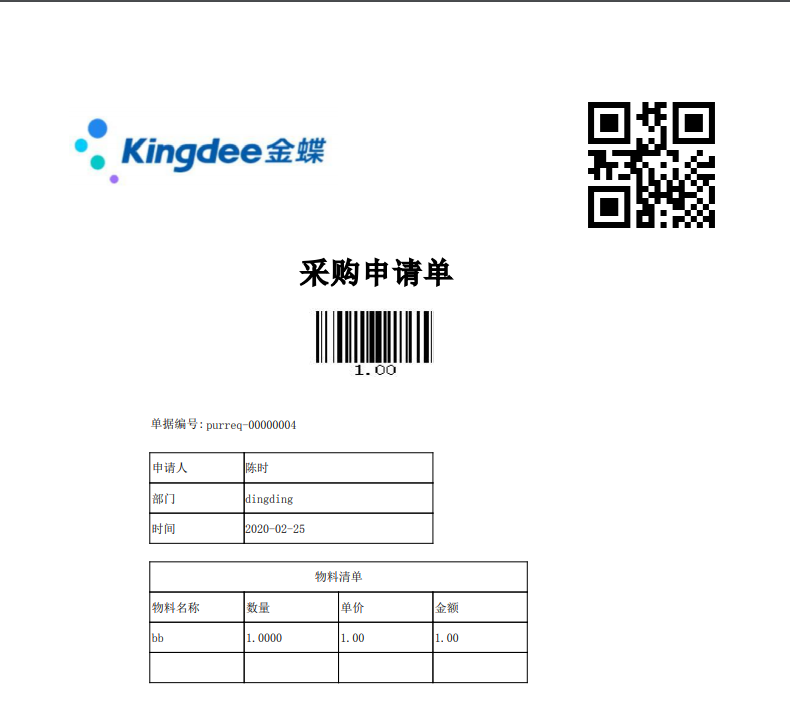 Kingdee金蝶
采购申请单
1.00
单据编号: purreq-00000004
申请人 陈时
部门 dingding
时间 2020-02-25
物料清单
物料名称 数量 单价 金额
bb 1.0000 1.00 1.00